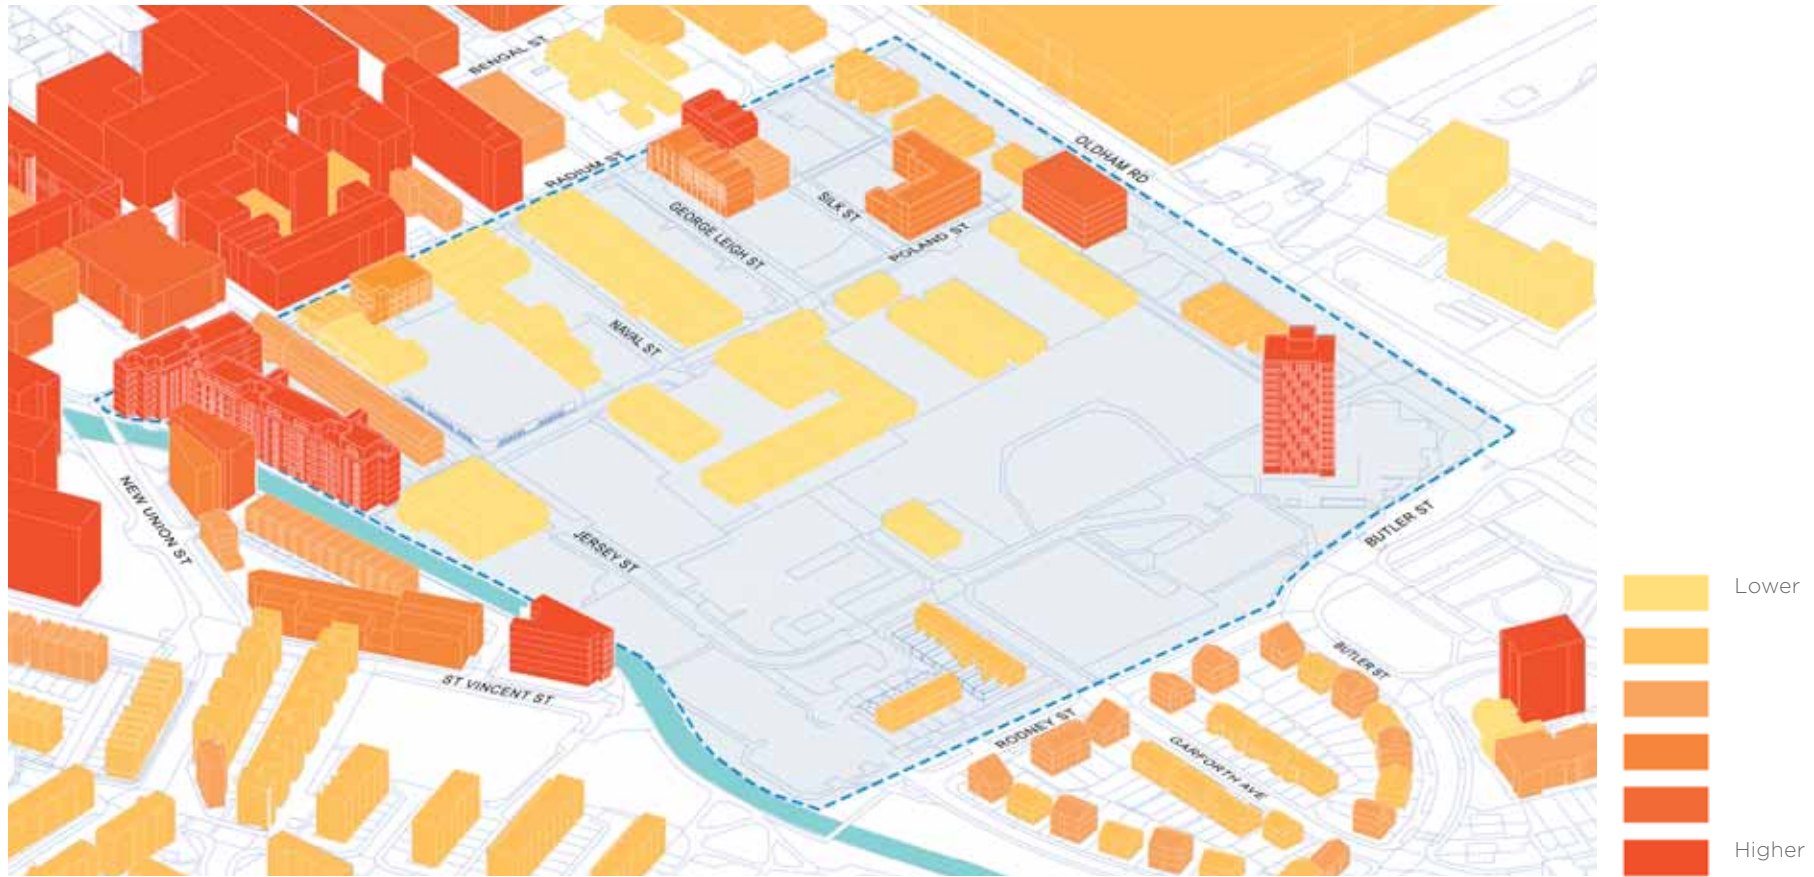 BENGAL ST
RADIUM ST
OLDHAM RD
GEORGE LEIGH ST
SILK ST
POLAND ST
NAVAL ST
NEW UNION ST
JERSEY ST
BUTLER ST
Lower
ST VINCENT ST
BUTLER ST
RODNEY ST
GARFORTH AVE
Higher